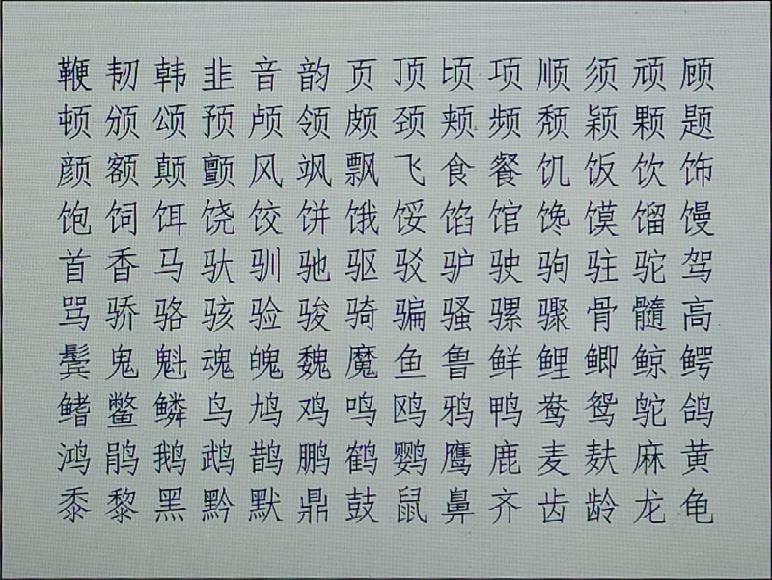 鞭韧韩韭音韵页顶顷项顺须顽顾
顿颁颂预颅领颇颈颊频颓颖颗题
颜额颠颤风飒飘飞食餐饥饭饮饰
饱饲饵饶饺饼饿馁馅馆馋馍馏馒
首香马驮驯驰驱驳驴驶驹驻驼驾
骂骄骆骇验骏骑骗骚骡骤骨髓高
鬓鬼魁魂魄魏魔鱼鲁鲜鲤鲫鲸鳄
鳍鳖鳞鸟鸠鸡鸣鸥鸦鸭鸯鸳鸵鸽
鸿鹃鹅鹉鹊鹏鹤鹦鹰鹿麦麸麻黄
黍黎黑黔默鼎鼓鼠鼻齐齿龄龙龟